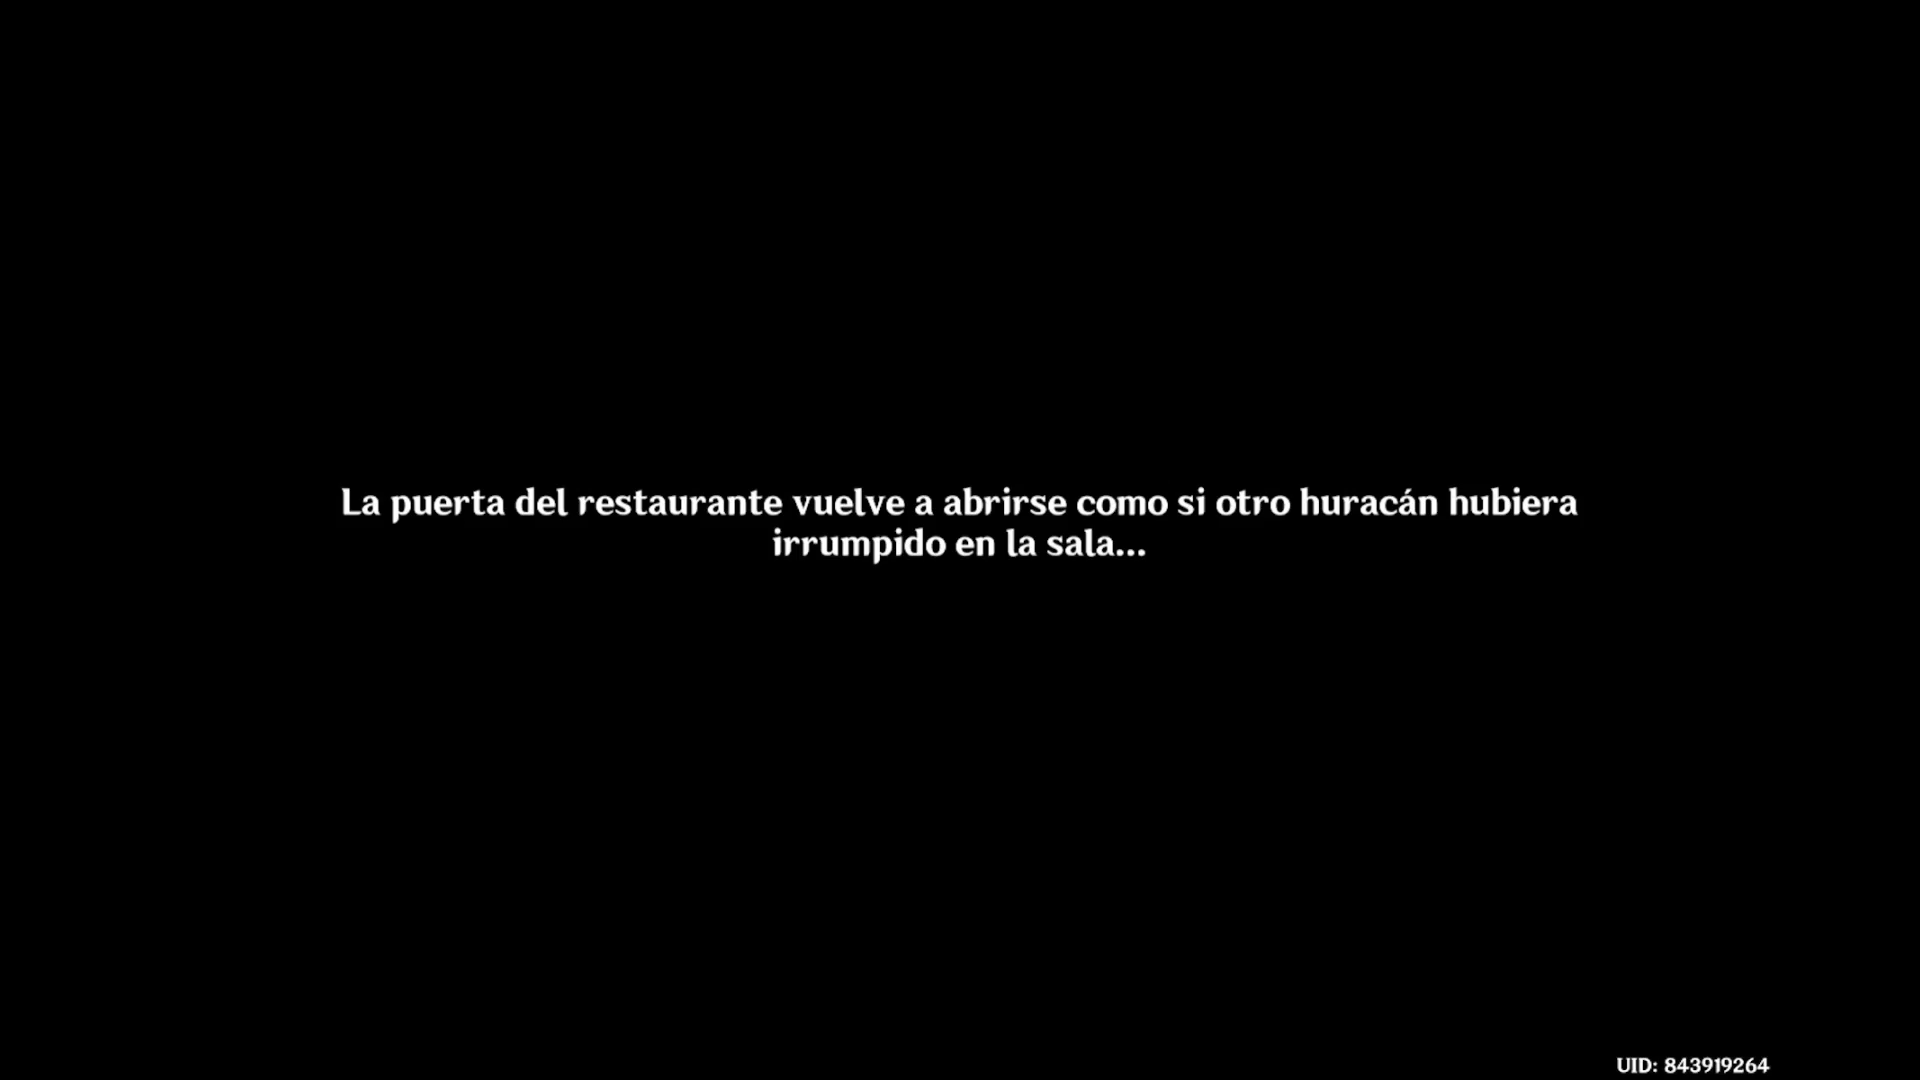 La puerta del restaurante vuelve a abrirse como si otro huracán hubiera
irrumpido en la sala...
UID: 843919264